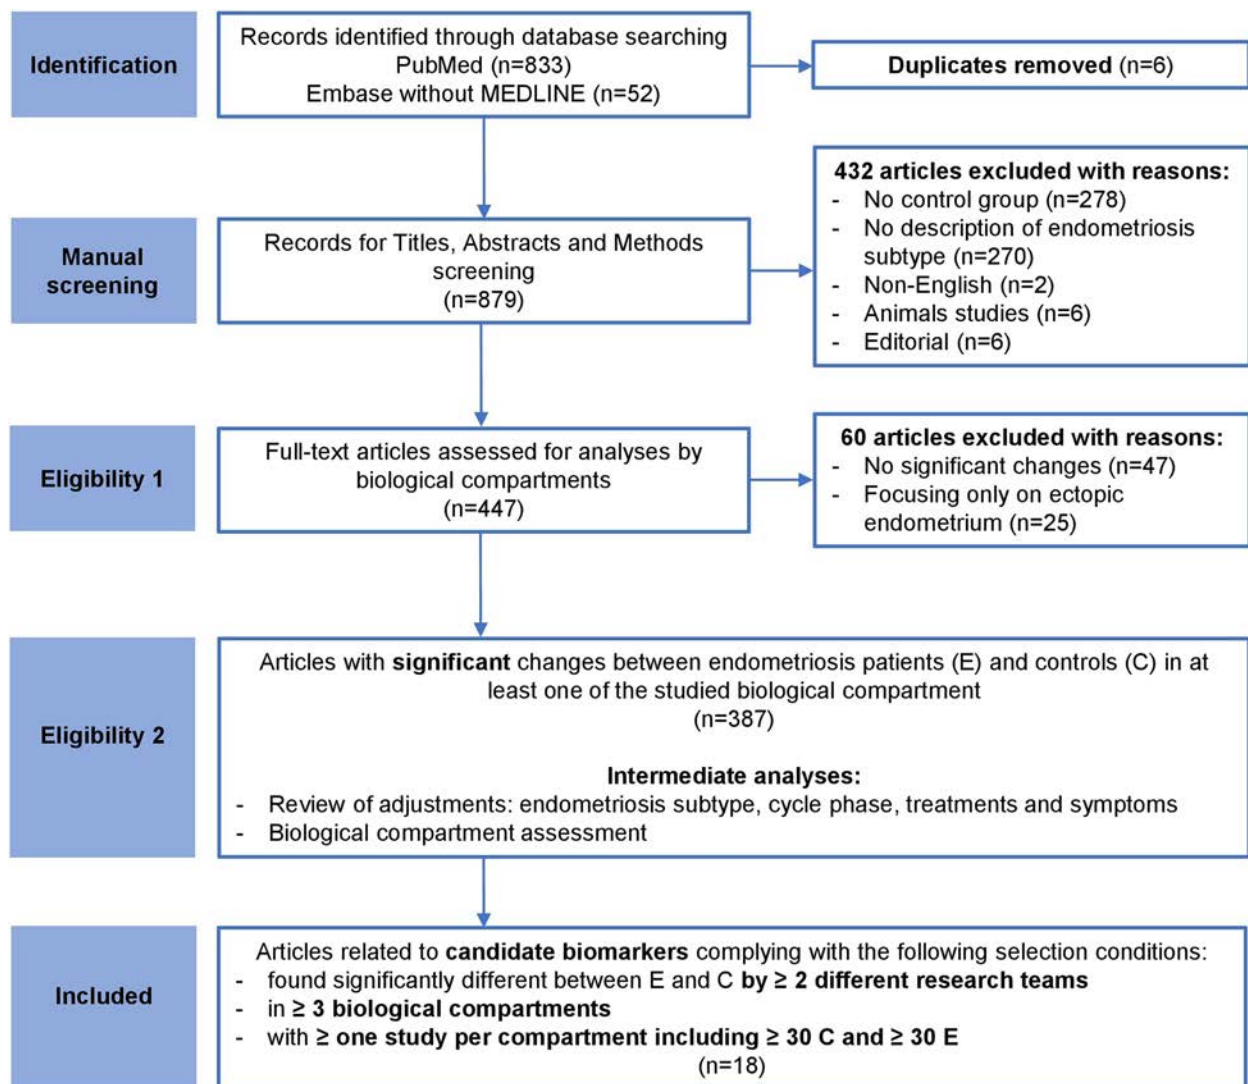 Identification
Records identified through database searching
PubMed (n=833)
Embase without MEDLINE (n=52)
Duplicates removed (n=6)
Manual
screening
Records for Titles, Abstracts and Methods
screening
(n=879)
432 articles excluded with reasons:
- No control group (n=278)
- No description of endometriosis
subtype (n=270)
- Non-English (n=2)
- Animals studies (n=6)
- Editorial (n=6)
Eligibility 1
Full-text articles assessed for analyses by
biological compartments
(n=447)
60 articles excluded with reasons:
- No significant changes (n=47)
- Focusing only on ectopic
endometrium (n=25)
Eligibility 2
Articles with significant changes between endometriosis patients (E) and controls (C) in at
least one of the studied biological compartment
(n=387)
Intermediate analyses:
- Review of adjustments: endometriosis subtype, cycle phase, treatments and symptoms
- Biological compartment assessment
Included
Articles related to candidate biomarkers complying with the following selection conditions:
- found significantly different between E and C by ≥ 2 different research teams
- in ≥ 3 biological compartments
- with ≥ one study per compartment including ≥ 30 C and ≥ 30 E
(n=18)